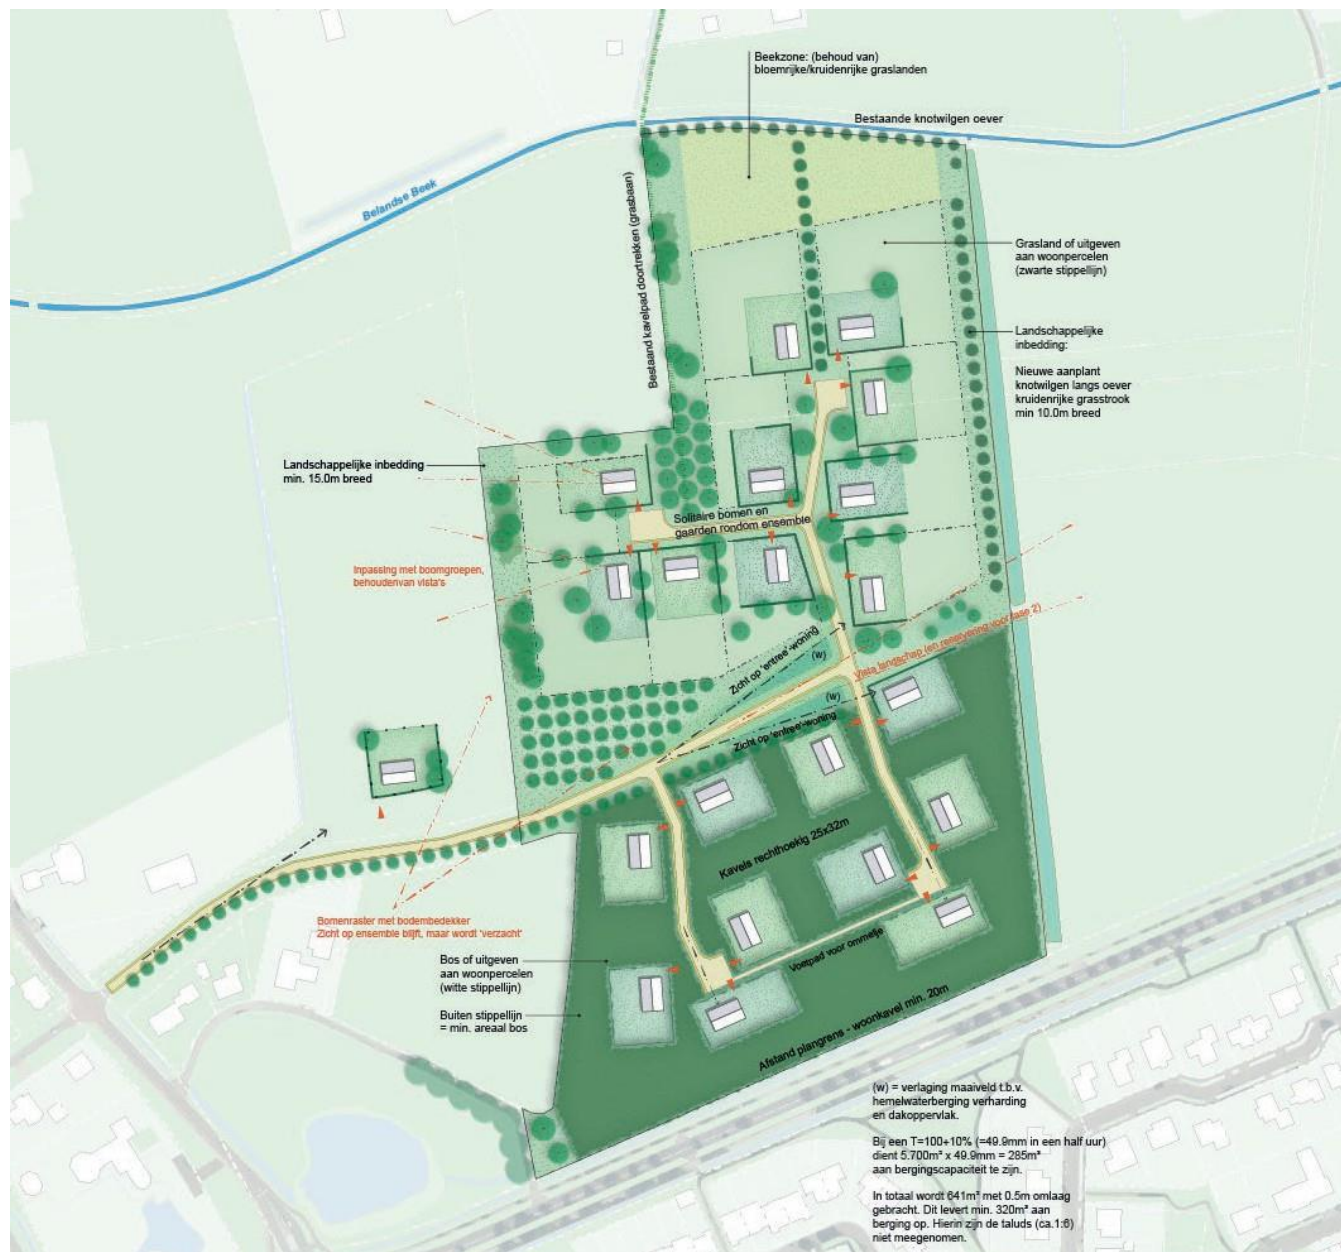 Beekzone: (behoud van)
bloemrijke/kruidenrijke graslanden
Bestaande knotwilgen oever
Belandse Beek
Bestaand kavelpad doortrekken (grasbaan)
Grasland of uitgeven
aan woonpercelen
(zwarte stippellijn)
Landschappelijke
inbedding:
Nieuwe aanplant
knotwilgen langs oever
kruidenrijke grasstrook
min 10.0m breed
Landschappelijke inbedding
min. 15.0m breed
Solitaire bomen en
gaarden rondom ensemble
Inpassing met boomgroepen,
behoudenvan vista's
Zicht op 'entree'-woning
(w)
Vista landschap (en reservering voor fase 2)
(w)
Zicht op 'entree'-woning
Kavels rechthoekig 25x32m
Bomenraster met bodembedekker
Zicht op ensemble blijft, maar wordt 'verzacht'
Bos of uitgeven
aan woonpercelen
(witte stippellijn)
Buiten stippellijn
= min. areaal bos
Voetpad voor ommetje
Afstand plangrens - woonkavel min. 20m
(w) = verlaging maaiveld t.b.v.
hemelwaterberging verharding
en dakoppervlak.
Bij een T=100+10% (=49.9mm in een half uur)
dient 5.700m² x 49.9mm = 285m³
aan bergingscapaciteit te zijn.
In totaal wordt 641m² met 0.5m omlaag
gebracht. Dit levert min. 320m³ aan
berging op. Hierin zijn de taluds (ca.1:6)
niet meegenomen.